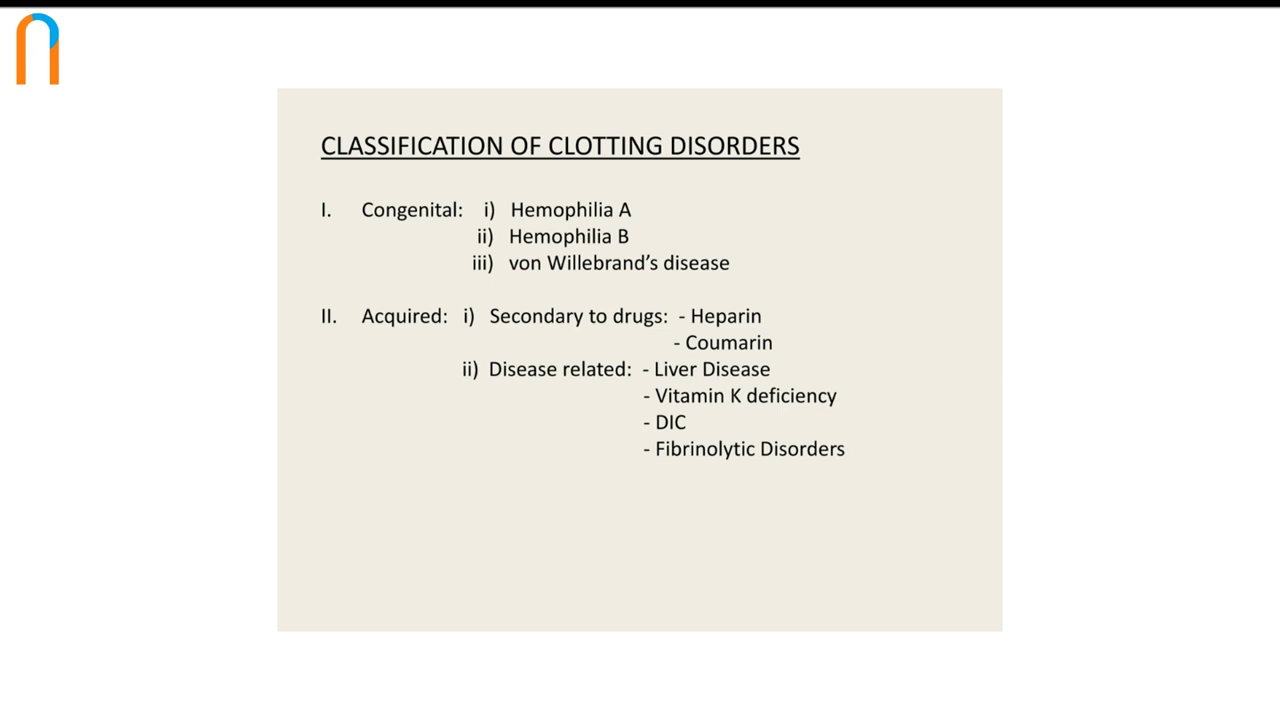 CLASSIFICATION OF CLOTTING DISORDERS
I. Congenital: i) Hemophilia A
ii) Hemophilia B
iii) von Willebrand’s disease
II. Acquired: i) Secondary to drugs: - Heparin
- Coumarin
ii) Disease related: - Liver Disease
- Vitamin K deficiency
- DIC
- Fibrinolytic Disorders